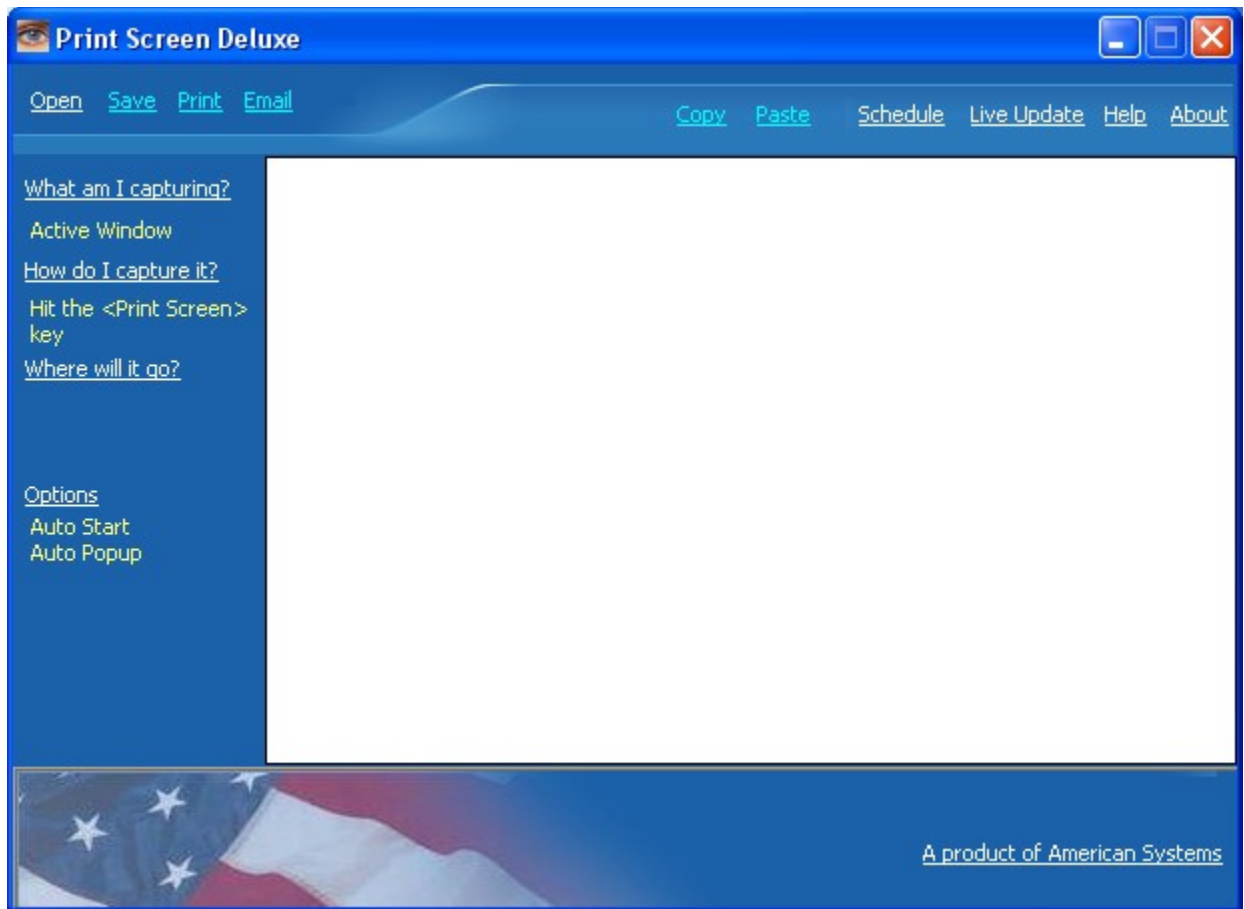 Print Screen Deluxe
Open Save Print Email
Copy Paste Schedule Live Update Help About
What am I capturing?
Active Window
How do I capture it?
Hit the <Print Screen>
key
Where will it go?
Options
Auto Start
Auto Popup
A product of American Systems